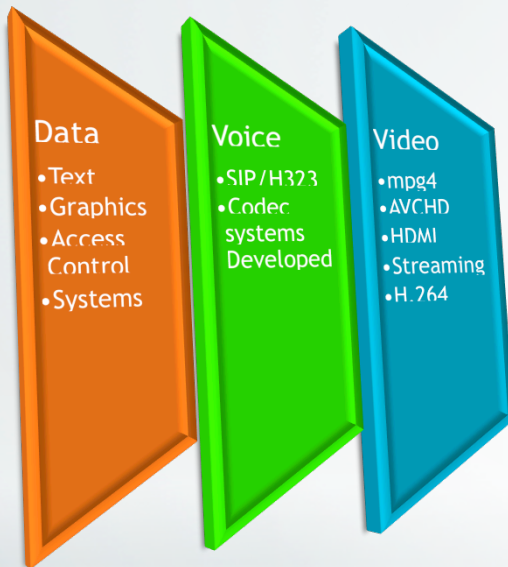 Data
•Text
•Graphics
•Access
Control
•Systems
Voice
•SIP/H323
•Codec
systems
Developed
Video
•mpg4
•AVCHD
•HDMI
•Streaming
•H.264